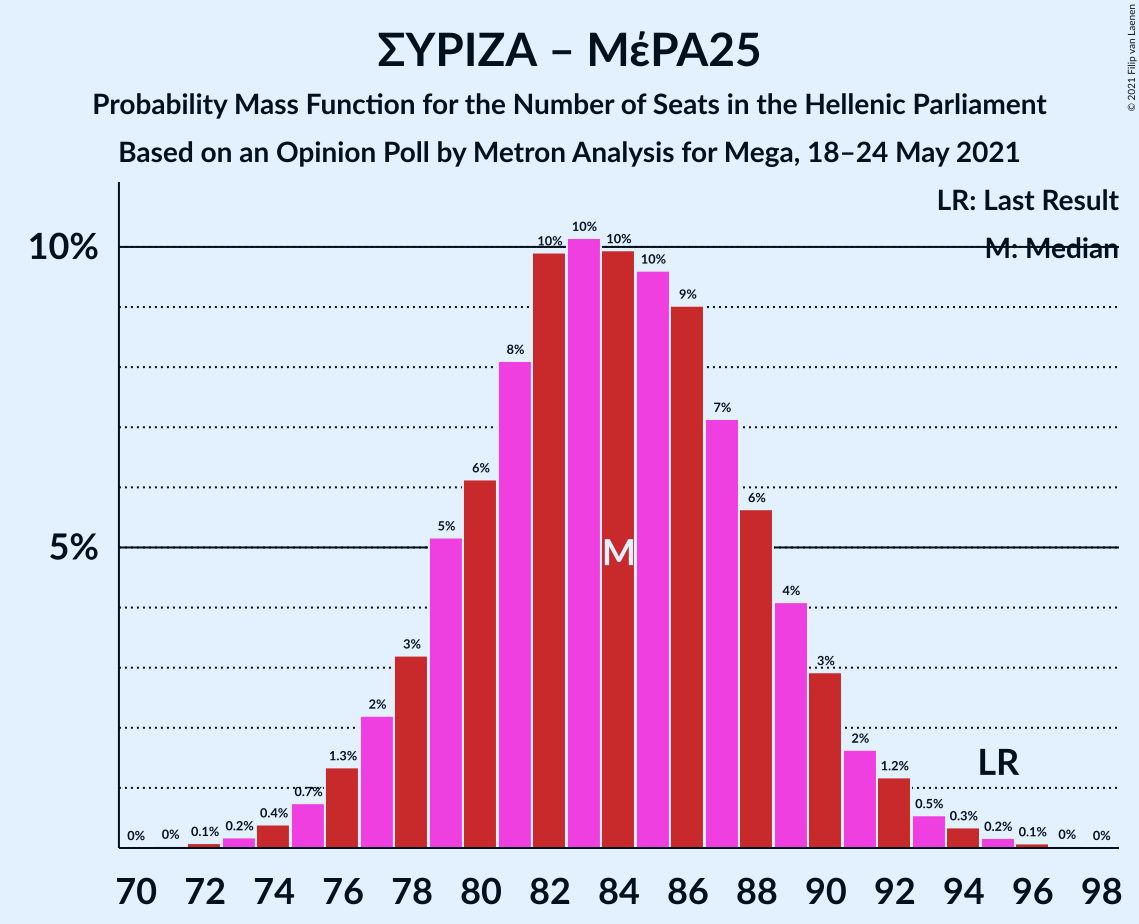 ΣΥΡΙΖΑ – ΜέΡΑ25
Probability Mass Function for the Number of Seats in the Hellenic Parliament
Based on an Opinion Poll by Metron Analysis for Mega, 18–24 May 2021
© 2021 Filip van Laenen
LR: Last Result
M: Median
10%
5%
0% 0% 0.1% 0.2% 0.4% 0.7% 1.3% 2% 3% 5% 6% 8% 10% 10% 10% 10% 9% 7% 6% 4% 3% 2% 1.2% 0.5% 0.3% 0.2% 0.1% 0% 0%
M
LR
70 72 74 76 78 80 82 84 86 88 90 92 94 96 98